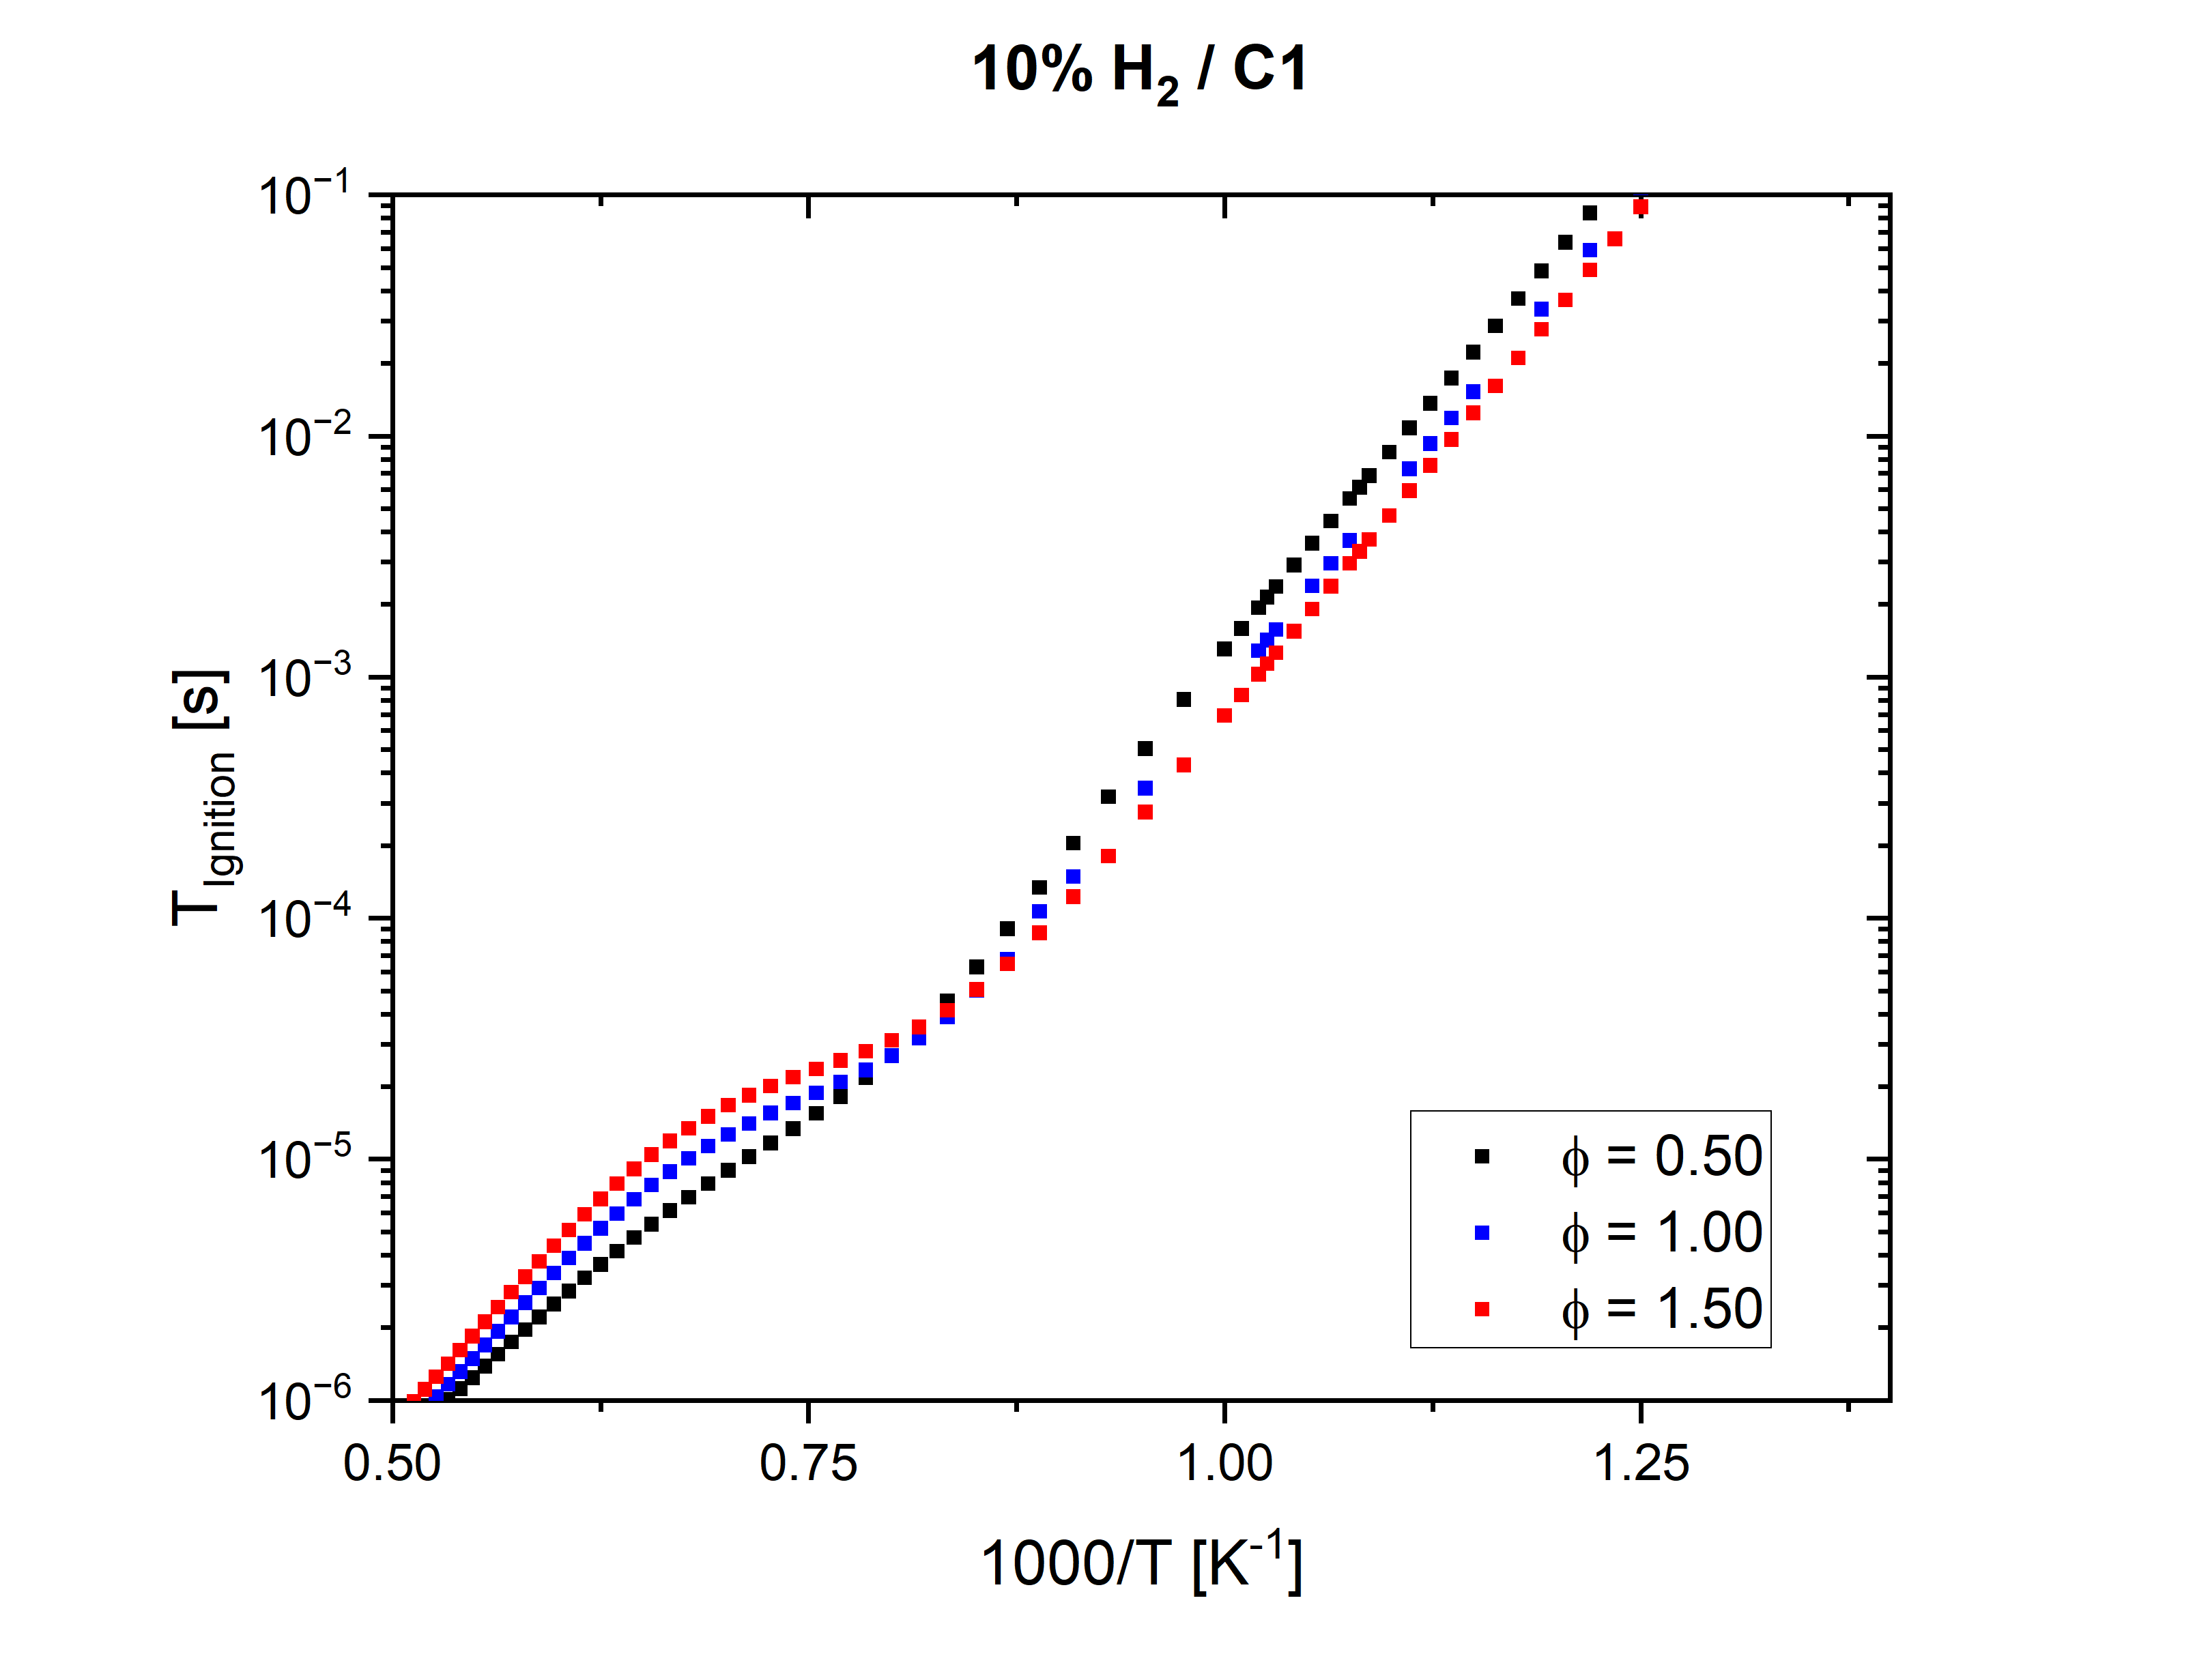 10% H₂ / C1
T_Ignition [s]
10⁻¹
10⁻²
10⁻³
10⁻⁴
10⁻⁵
10⁻⁶
0.50 0.75 1.00 1.25
1000/T [K⁻¹]
ϕ = 0.50
ϕ = 1.00
ϕ = 1.50